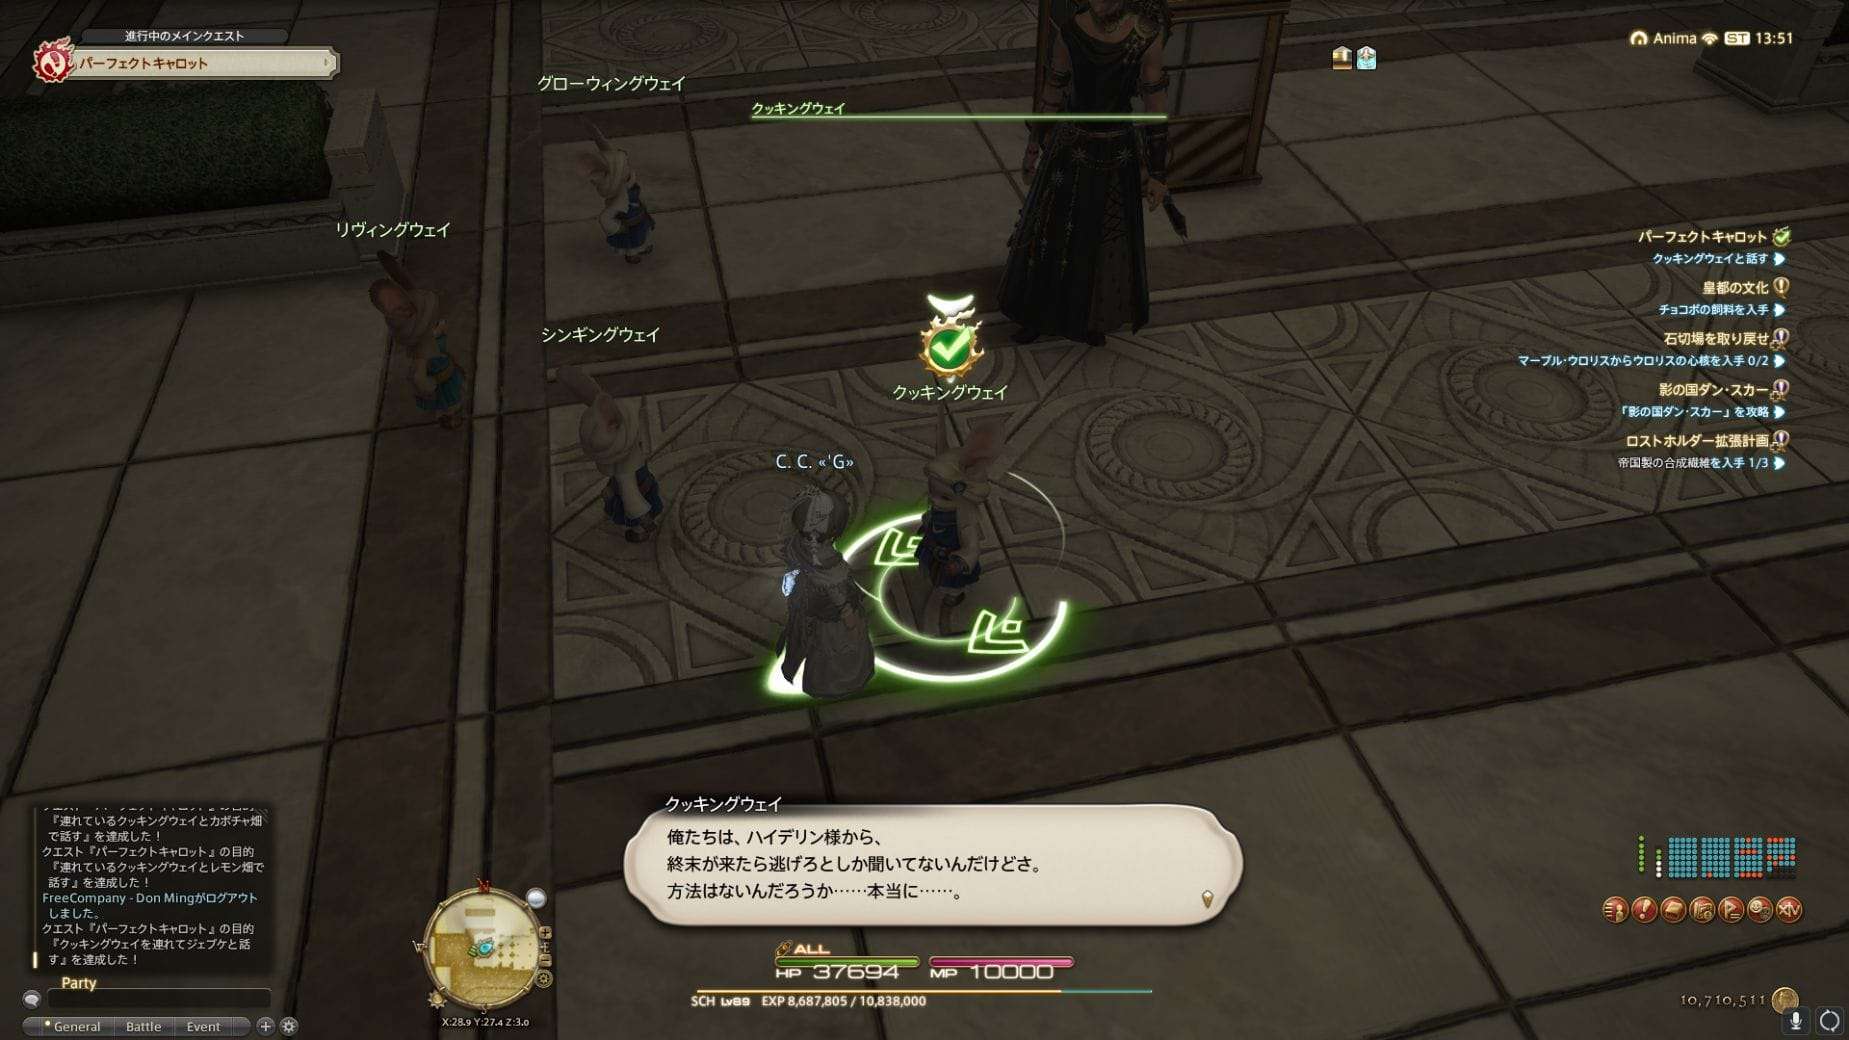 進行中のメインクエスト
パーフェクトキャロット
Anima ST 13:51
グローウィングウェイ
クッキングウェイ
リヴィングウェイ
シンギングウェイ
クッキングウェイ
C. C. «'G»
パーフェクトキャロット
クッキングウェイと話す
皇都の文化
チョコボの飼料を入手
石切場を取り戻せ
マーブル・ウロリスからウロリスの心核を入手 0/2
影の国ダン・スカー
「影の国ダン・スカー」を攻略
ロストホルダー拡張計画
帝国製の合成繊維を入手 1/3
クッキングウェイ
俺たちは、ハイデリン様から、
終末が来たら逃げろとしか聞いてないんだけどさ。
方法はないんだろうか……本当に……。
クエスト『パーフェクトキャロット』の目的
『連れているクッキングウェイとカボチャ畑
で話す』を達成した！
クエスト『パーフェクトキャロット』の目的
『連れているクッキングウェイとレモン畑で
話す』を達成した！
FreeCompany - Don Mingがログアウト
しました。
クエスト『パーフェクトキャロット』の目的
『クッキングウェイを連れてジェブケと話
す』を達成した！
Party
General Battle Event
N
W
S
E
X:28.9 Y:27.4 Z:3.0
ALL
HP 37694 MP 10000
SCH Lv89 EXP 8,687,805 / 10,838,000
XIV
10,710,511